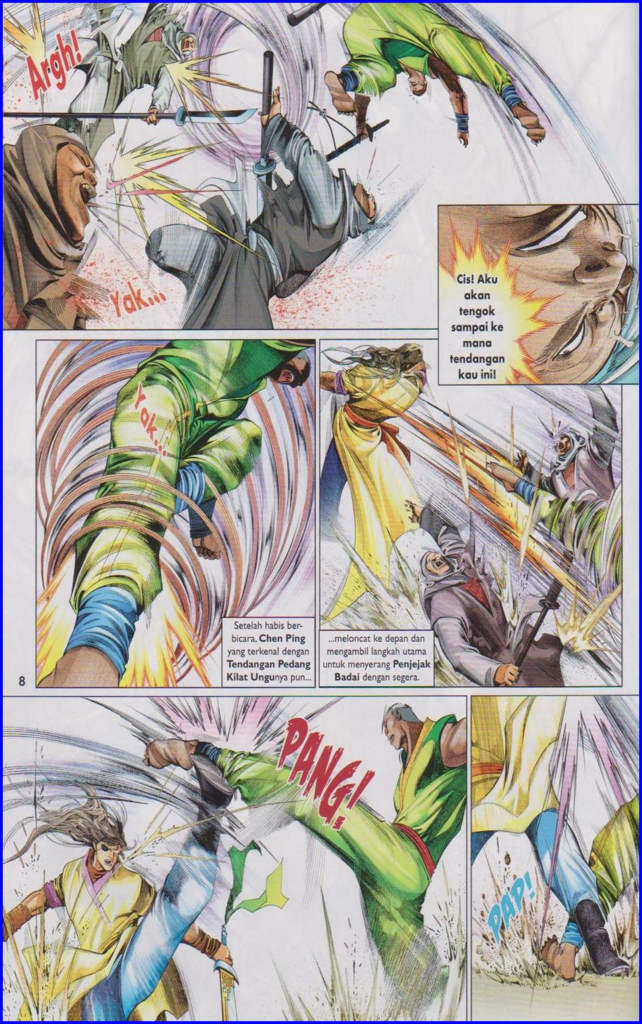 Argh!
Yak...
Cis! Aku
akan
tengok
sampai ke
mana
tendangan
kau ini!
Yak...
Setelah habis ber-
bicara, Chen Ping
yang terkenal dengan
Tendangan Pedang
Kilat Ungunya pun...
...meloncat ke depan dan
mengambil langkah utama
untuk menyerang Penjejak
Badai dengan segera.
8
PANG!
PAP!